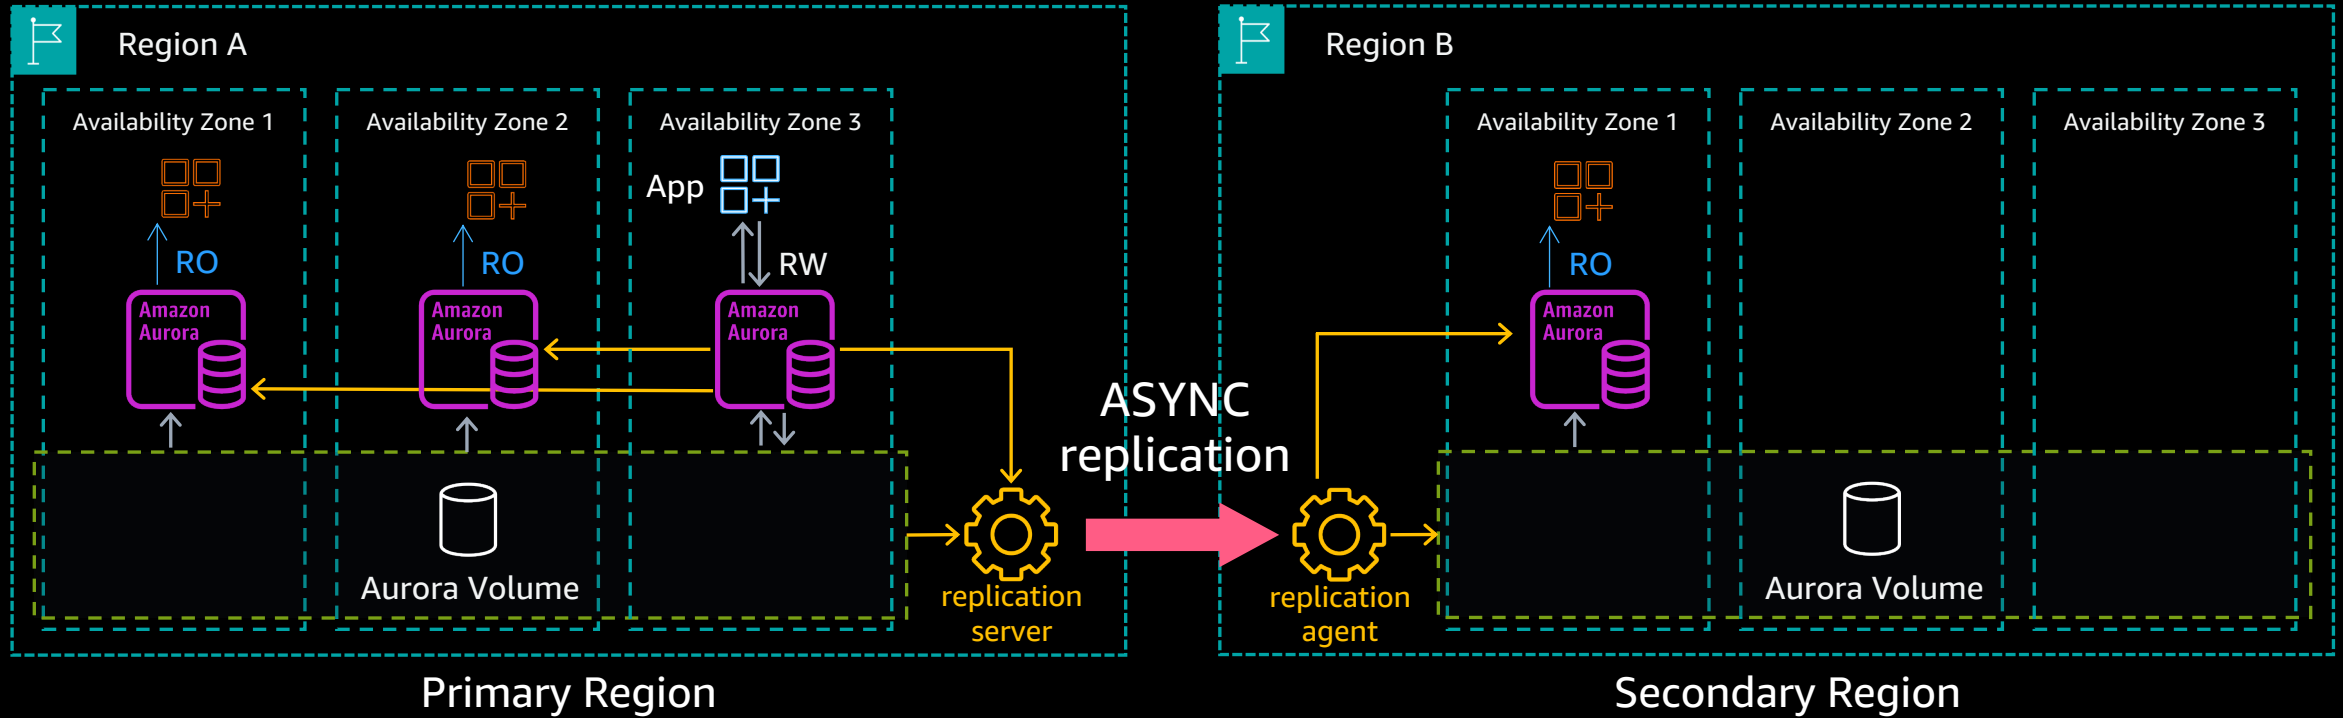 Region A
Availability Zone 1
Availability Zone 2
Availability Zone 3
App
RO
RO
RW
Amazon
Aurora
Amazon
Aurora
Amazon
Aurora
Aurora Volume
replication
server
Primary Region
ASYNC
replication
Region B
Availability Zone 1
Availability Zone 2
Availability Zone 3
RO
Amazon
Aurora
replication
agent
Aurora Volume
Secondary Region